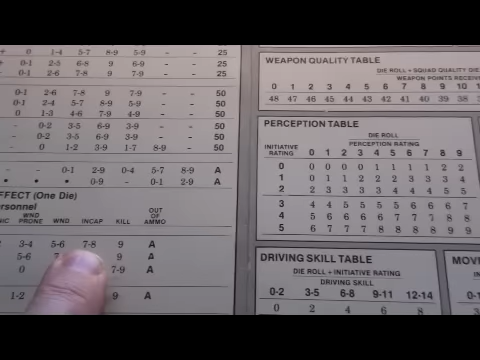 + 0 1-4 5-7 8-9 5-9 - - 25
- 0-1 2-5 6-8 9 6-9 - - 25
- 0-1 2-6 7-8 9 7-9 - - 25
0-1 2-6 7-8 9 7-9 - - 50
0-1 2-4 5-7 8-9 5-9 - - 50
0 1-3 4-6 7-9 4-9 - - 50
- 0-2 3-5 6-9 3-9 - - 50
- 0-2 3-5 6-9 3-9 - - 50
- 0 1-2 3-9 1-7 8-9 - 50
- - 0-1 2-9 0-4 5-7 8-9 A
• • • 0-9 - 0-1 2-9 A
EFFECT (One Die)
WND PRONE WND INCAP KILL OUT OF AMMO
3-4 5-6 7-8 9 A
5-6 9 A
0 7-9 A
1-2 9 A
WEAPON QUALITY TABLE
DIE ROLL + SQUAD QUALITY DIE
WEAPON POINTS
0 1 2 3 4 5 6 7 8 9 10
48 47 46 45 44 43 42 41 40 39 38
PERCEPTION TABLE
DIE ROLL
PERCEPTION RATING
INITIATIVE RATING 0 1 2 3 4 5 6 7 8 9
0 0 0 0 0 1 1 1 1 2 2
1 0 1 1 2 2 2 3 3 3 4
2 2 3 3 3 3 4 4 4 5 5
3 4 4 5 5 5 5 6 6 6 7
4 5 6 6 6 6 7 7 7 8 8
5 6 7 7 7 8 8 8 8 9 9
DRIVING SKILL TABLE
DIE ROLL + INITIATIVE RATING
DRIVING SKILL
0-2 3-5 6-8 9-11 12-14
0 2 4 6 8